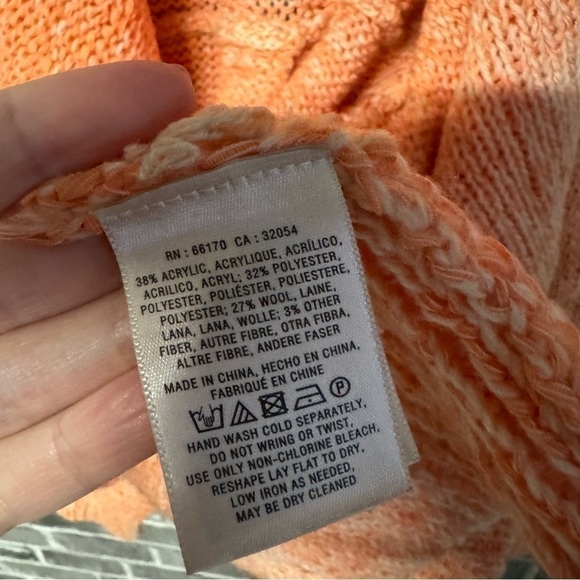 RN : 66170 CA : 32054
38% ACRYLIC, ACRYLIQUE, ACRÍLICO,
ACRILICO, ACRYL; 32% POLYESTER,
POLYESTER, POLIÉSTER, POLIESTERE,
POLYESTER; 27% WOOL, LAINE,
LANA, LANA, WOLLE; 3% OTHER
FIBER, AUTRE FIBRE, OTRA FIBRA,
ALTRE FIBRE, ANDERE FASER
MADE IN CHINA, HECHO EN CHINA,
FABRIQUÉ EN CHINE
P
HAND WASH COLD SEPARATELY,
DO NOT WRING OR TWIST,
USE ONLY NON-CHLORINE BLEACH,
RESHAPE LAY FLAT TO DRY,
LOW IRON AS NEEDED,
MAY BE DRY CLEANED